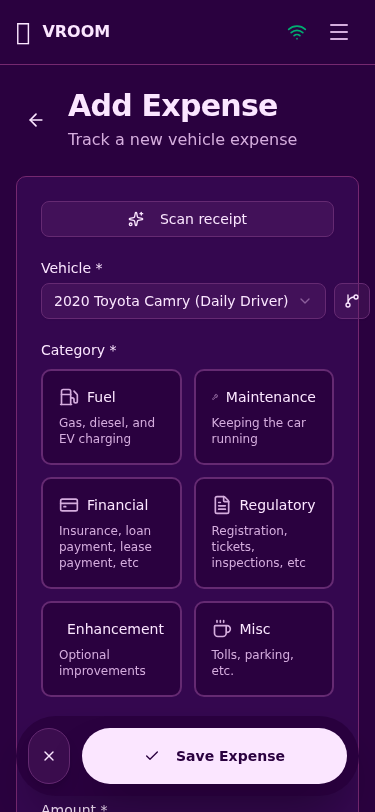 VROOM
Add Expense
Track a new vehicle expense
Scan receipt
Vehicle *
2020 Toyota Camry (Daily Driver)
Category *
Fuel
Gas, diesel, and
EV charging
Maintenance
Keeping the car
running
Financial
Insurance, loan
payment, lease
payment, etc
Regulatory
Registration,
tickets,
inspections, etc
Enhancement
Optional
improvements
Misc
Tolls, parking,
etc.
Save Expense
Amount *